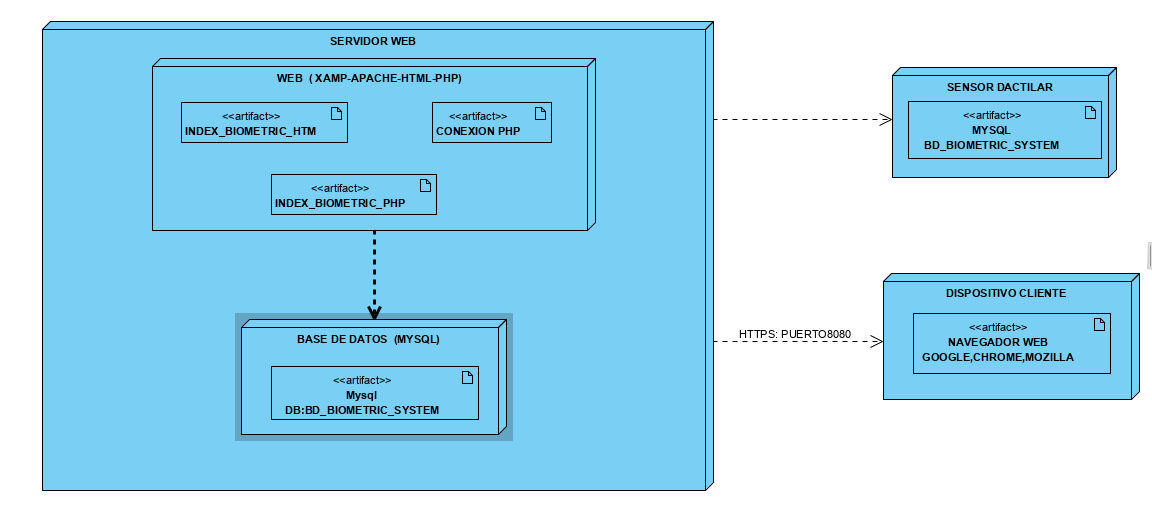 SERVIDOR WEB
WEB ( XAMP-APACHE-HTML-PHP)
<<artifact>>
INDEX_BIOMETRIC_HTM
<<artifact>>
CONEXION PHP
<<artifact>>
INDEX_BIOMETRIC_PHP
BASE DE DATOS (MYSQL)
<<artifact>>
Mysql
DB:BD_BIOMETRIC_SYSTEM
SENSOR DACTILAR
<<artifact>>
MYSQL
BD_BIOMETRIC_SYSTEM
HTTPS: PUERTO8080
DISPOSITIVO CLIENTE
<<artifact>>
NAVEGADOR WEB
GOOGLE,CHROME,MOZILLA